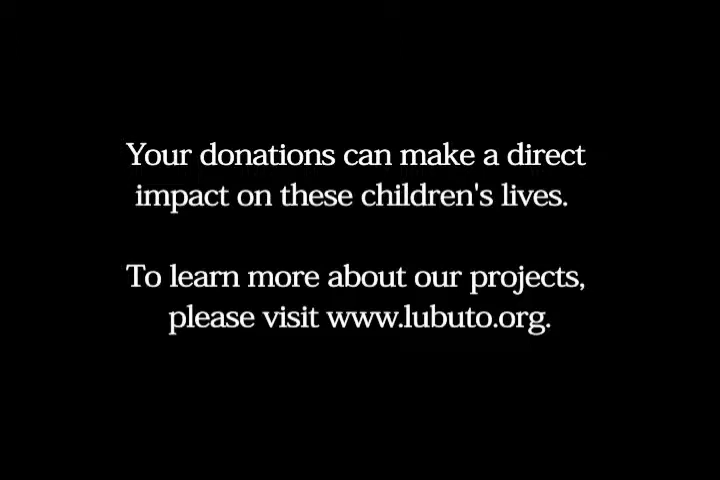 Your donations can make a direct
impact on these children's lives.
To learn more about our projects,
please visit www.lubuto.org.